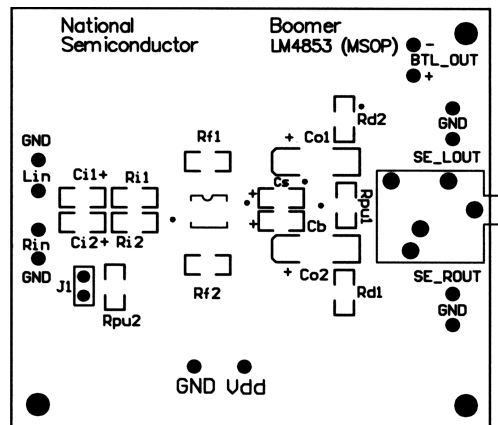 National
Semiconductor
Boomer
LM4853 (MSOP)
-
BTL_OUT
+
Rd2
GND
SE_LOUT
GND
Lin
Rf1
+ Co1
Ci1+
Ri1
+
Cs
Rpu1
Rin
GND
Ci2+
Ri2
+
Cb
J1
Rpu2
Rf2
+ Co2
Rd1
SE_ROUT
GND
GND
Vdd